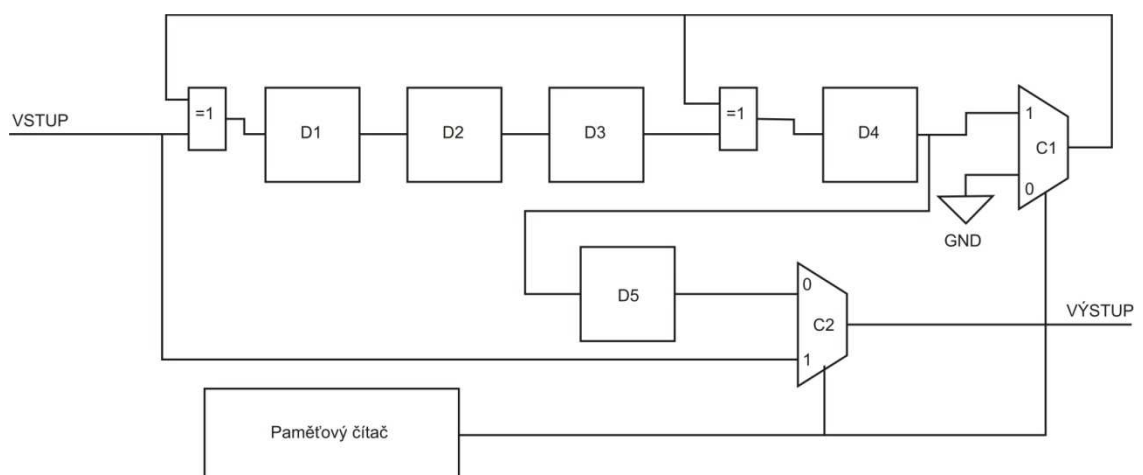 VSTUP
=1
D1
D2
D3
=1
D4
1
C1
0
GND
D5
0
C2
1
VÝSTUP
Paměťový čítač